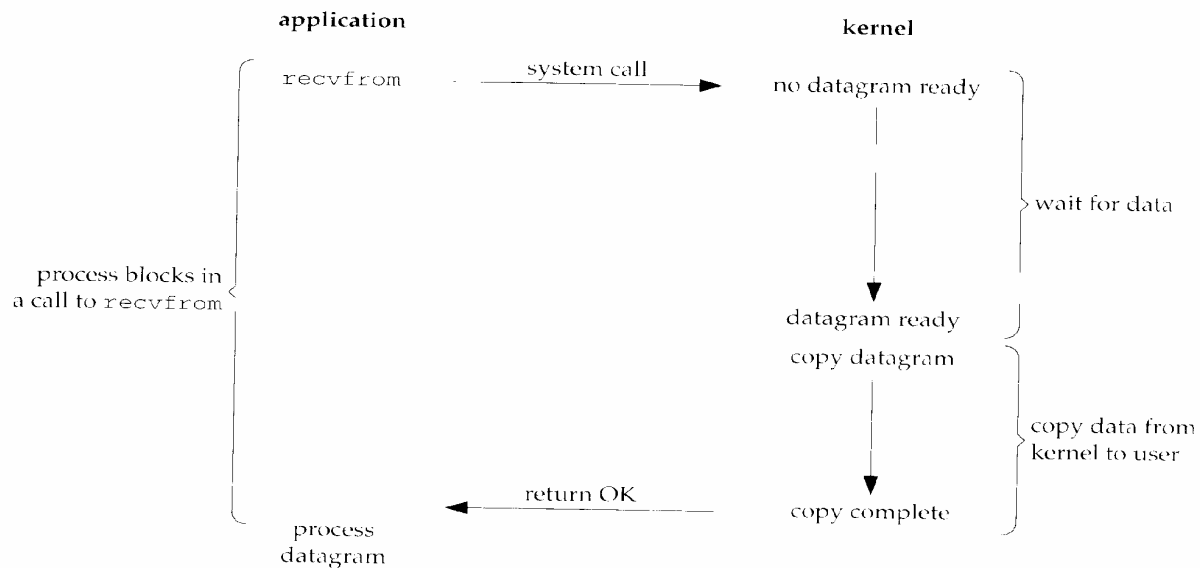 application
kernel
recvfrom
system call
no datagram ready
wait for data
process blocks in
a call to recvfrom
datagram ready
copy datagram
copy data from
kernel to user
return OK
copy complete
process
datagram